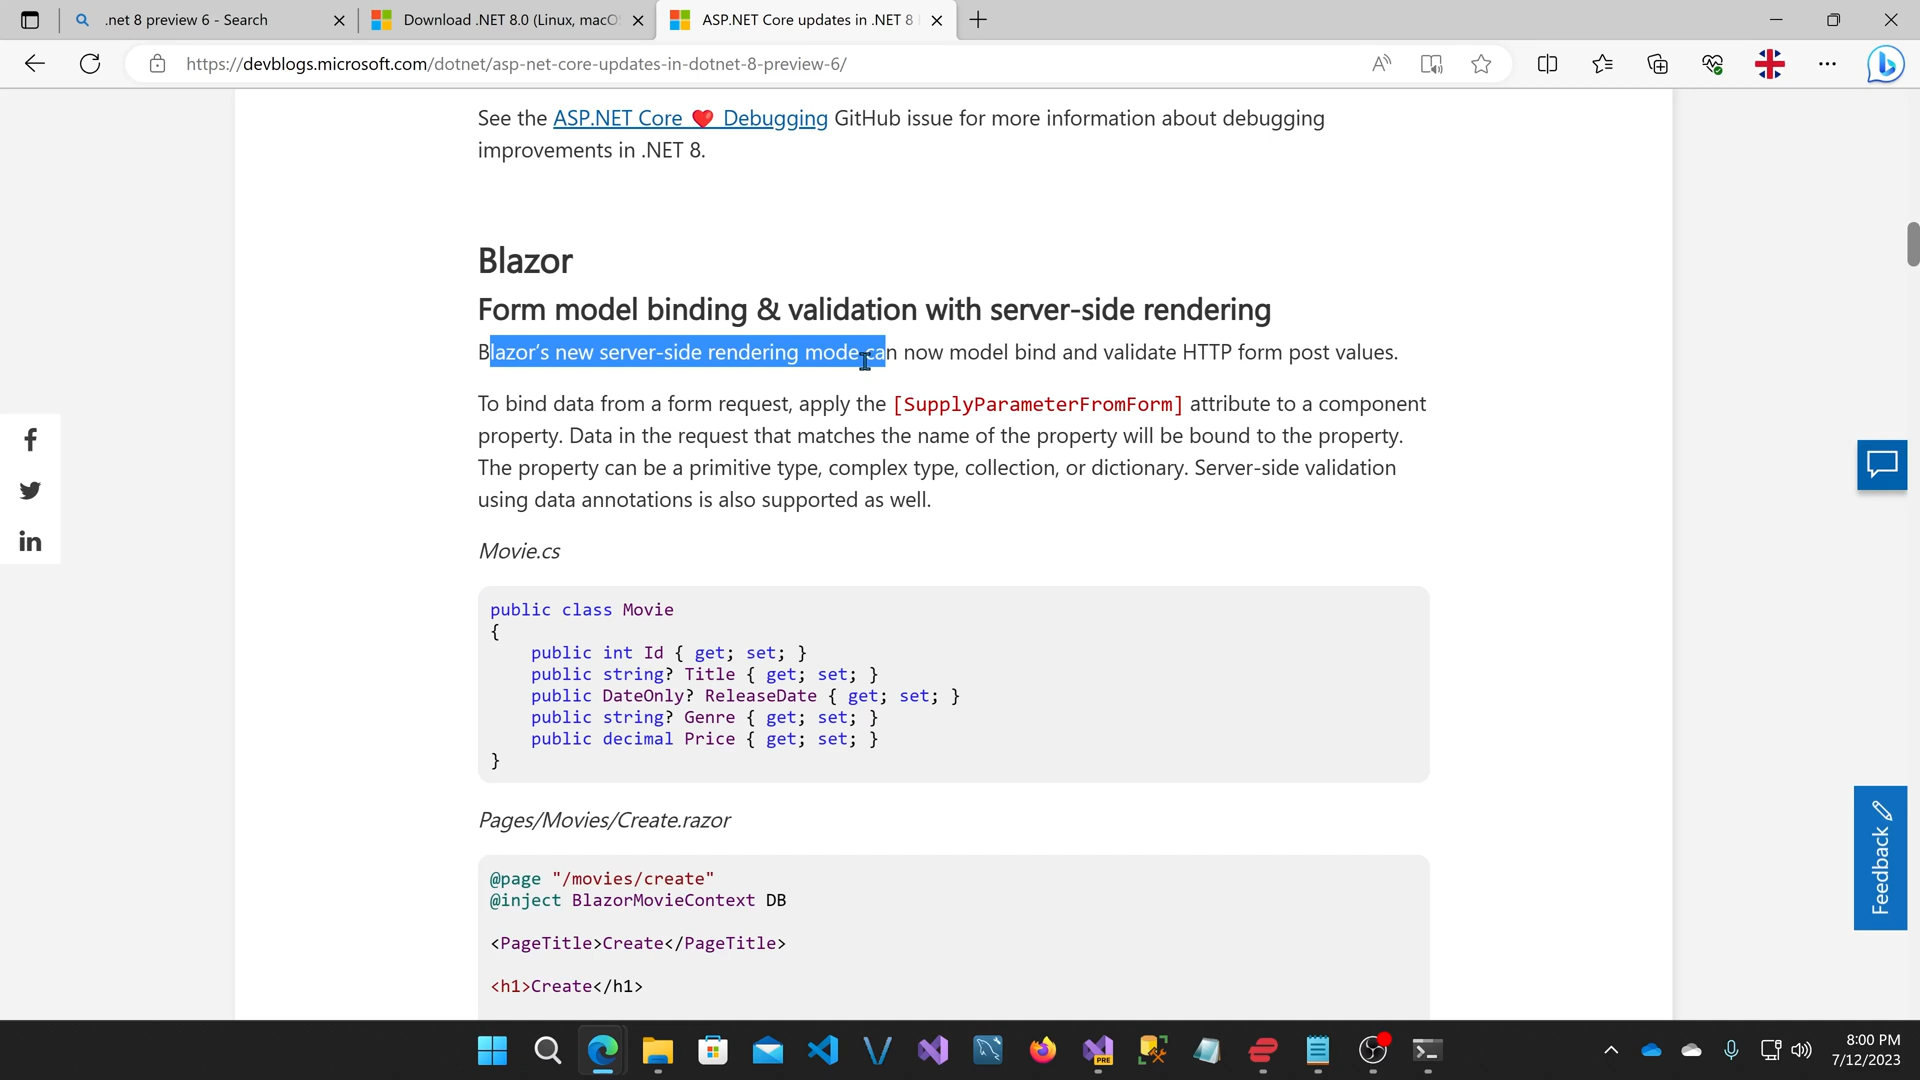 .net 8 preview 6 - Search
Download .NET 8.0 (Linux, macO
ASP.NET Core updates in .NET 8
https://devblogs.microsoft.com/dotnet/asp-net-core-updates-in-dotnet-8-preview-6/
See the ASP.NET Core ❤️ Debugging GitHub issue for more information about debugging
improvements in .NET 8.
Blazor
Form model binding & validation with server-side rendering
Blazor's new server-side rendering mode can now model bind and validate HTTP form post values.
To bind data from a form request, apply the [SupplyParameterFromForm] attribute to a component
property. Data in the request that matches the name of the property will be bound to the property.
The property can be a primitive type, complex type, collection, or dictionary. Server-side validation
using data annotations is also supported as well.
Movie.cs
public class Movie
{
    public int Id { get; set; }
    public string? Title { get; set; }
    public DateOnly? ReleaseDate { get; set; }
    public string? Genre { get; set; }
    public decimal Price { get; set; }
}
Pages/Movies/Create.razor
@page "/movies/create"
@inject BlazorMovieContext DB
<PageTitle>Create</PageTitle>
<h1>Create</h1>
Feedback
PRE
8:00 PM
7/12/2023